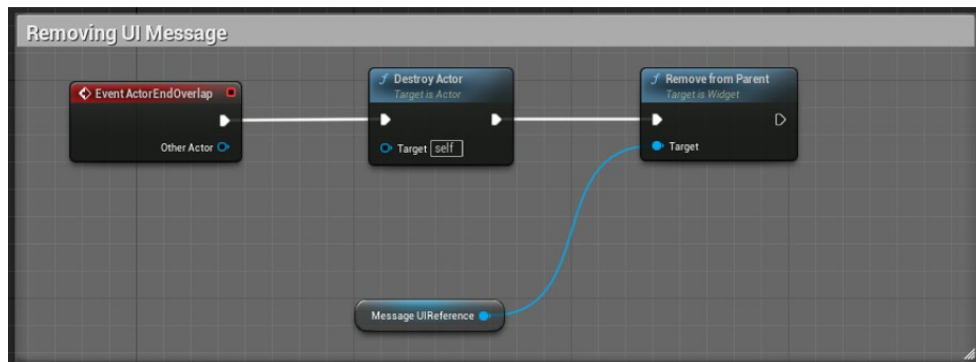 Removing UI Message
Event ActorEndOverlap
Other Actor
f Destroy Actor
Target is Actor
Target self
f Remove from Parent
Target is Widget
Target
Message UIReference